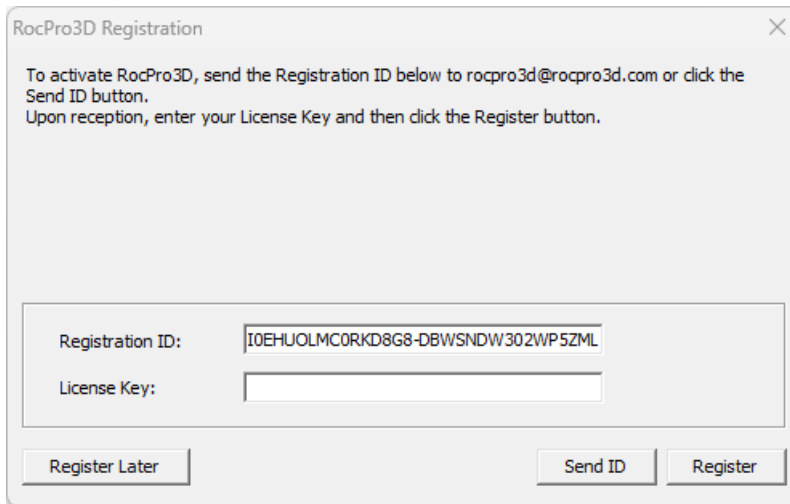 RocPro3D Registration
To activate RocPro3D, send the Registration ID below to rocpro3d@rocpro3d.com or click the
Send ID button.
Upon reception, enter your License Key and then click the Register button.
Registration ID: I0EHUOLMC0RKD8G8-DBWSNDW302WP5ZML
License Key:
Register Later Send ID Register